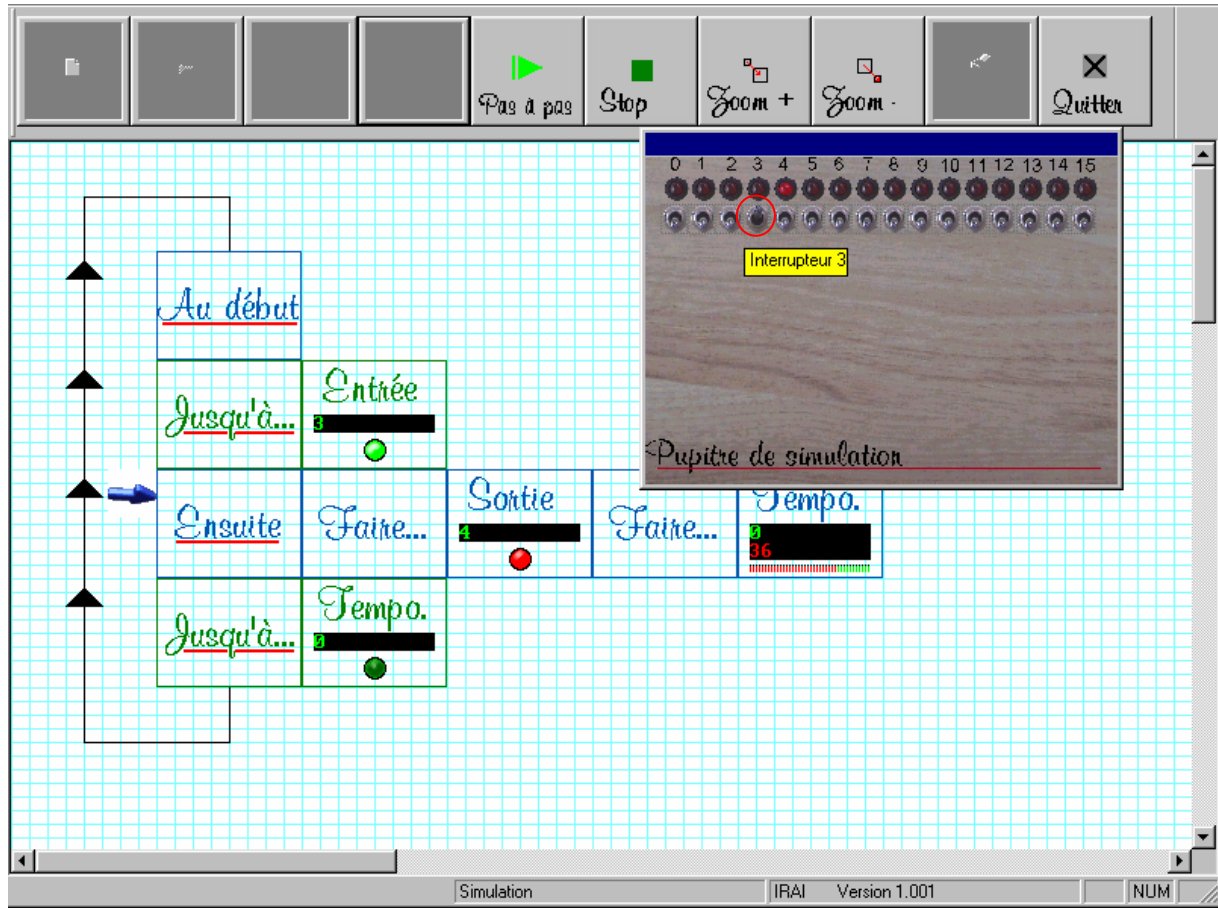 Pas à pas
Stop
Zoom +
Zoom -
Quitter
0 1 2 3 4 5 6 7 8 9 10 11 12 13 14 15
Interrupteur 3
Pupitre de simulation
Au début
Jusqu'à...
Entrée
3
Ensuite
Faire...
Sortie
4
Faire...
Tempo.
0
36
Jusqu'à...
Tempo.
0
Simulation
IRAI Version 1.001
NUM